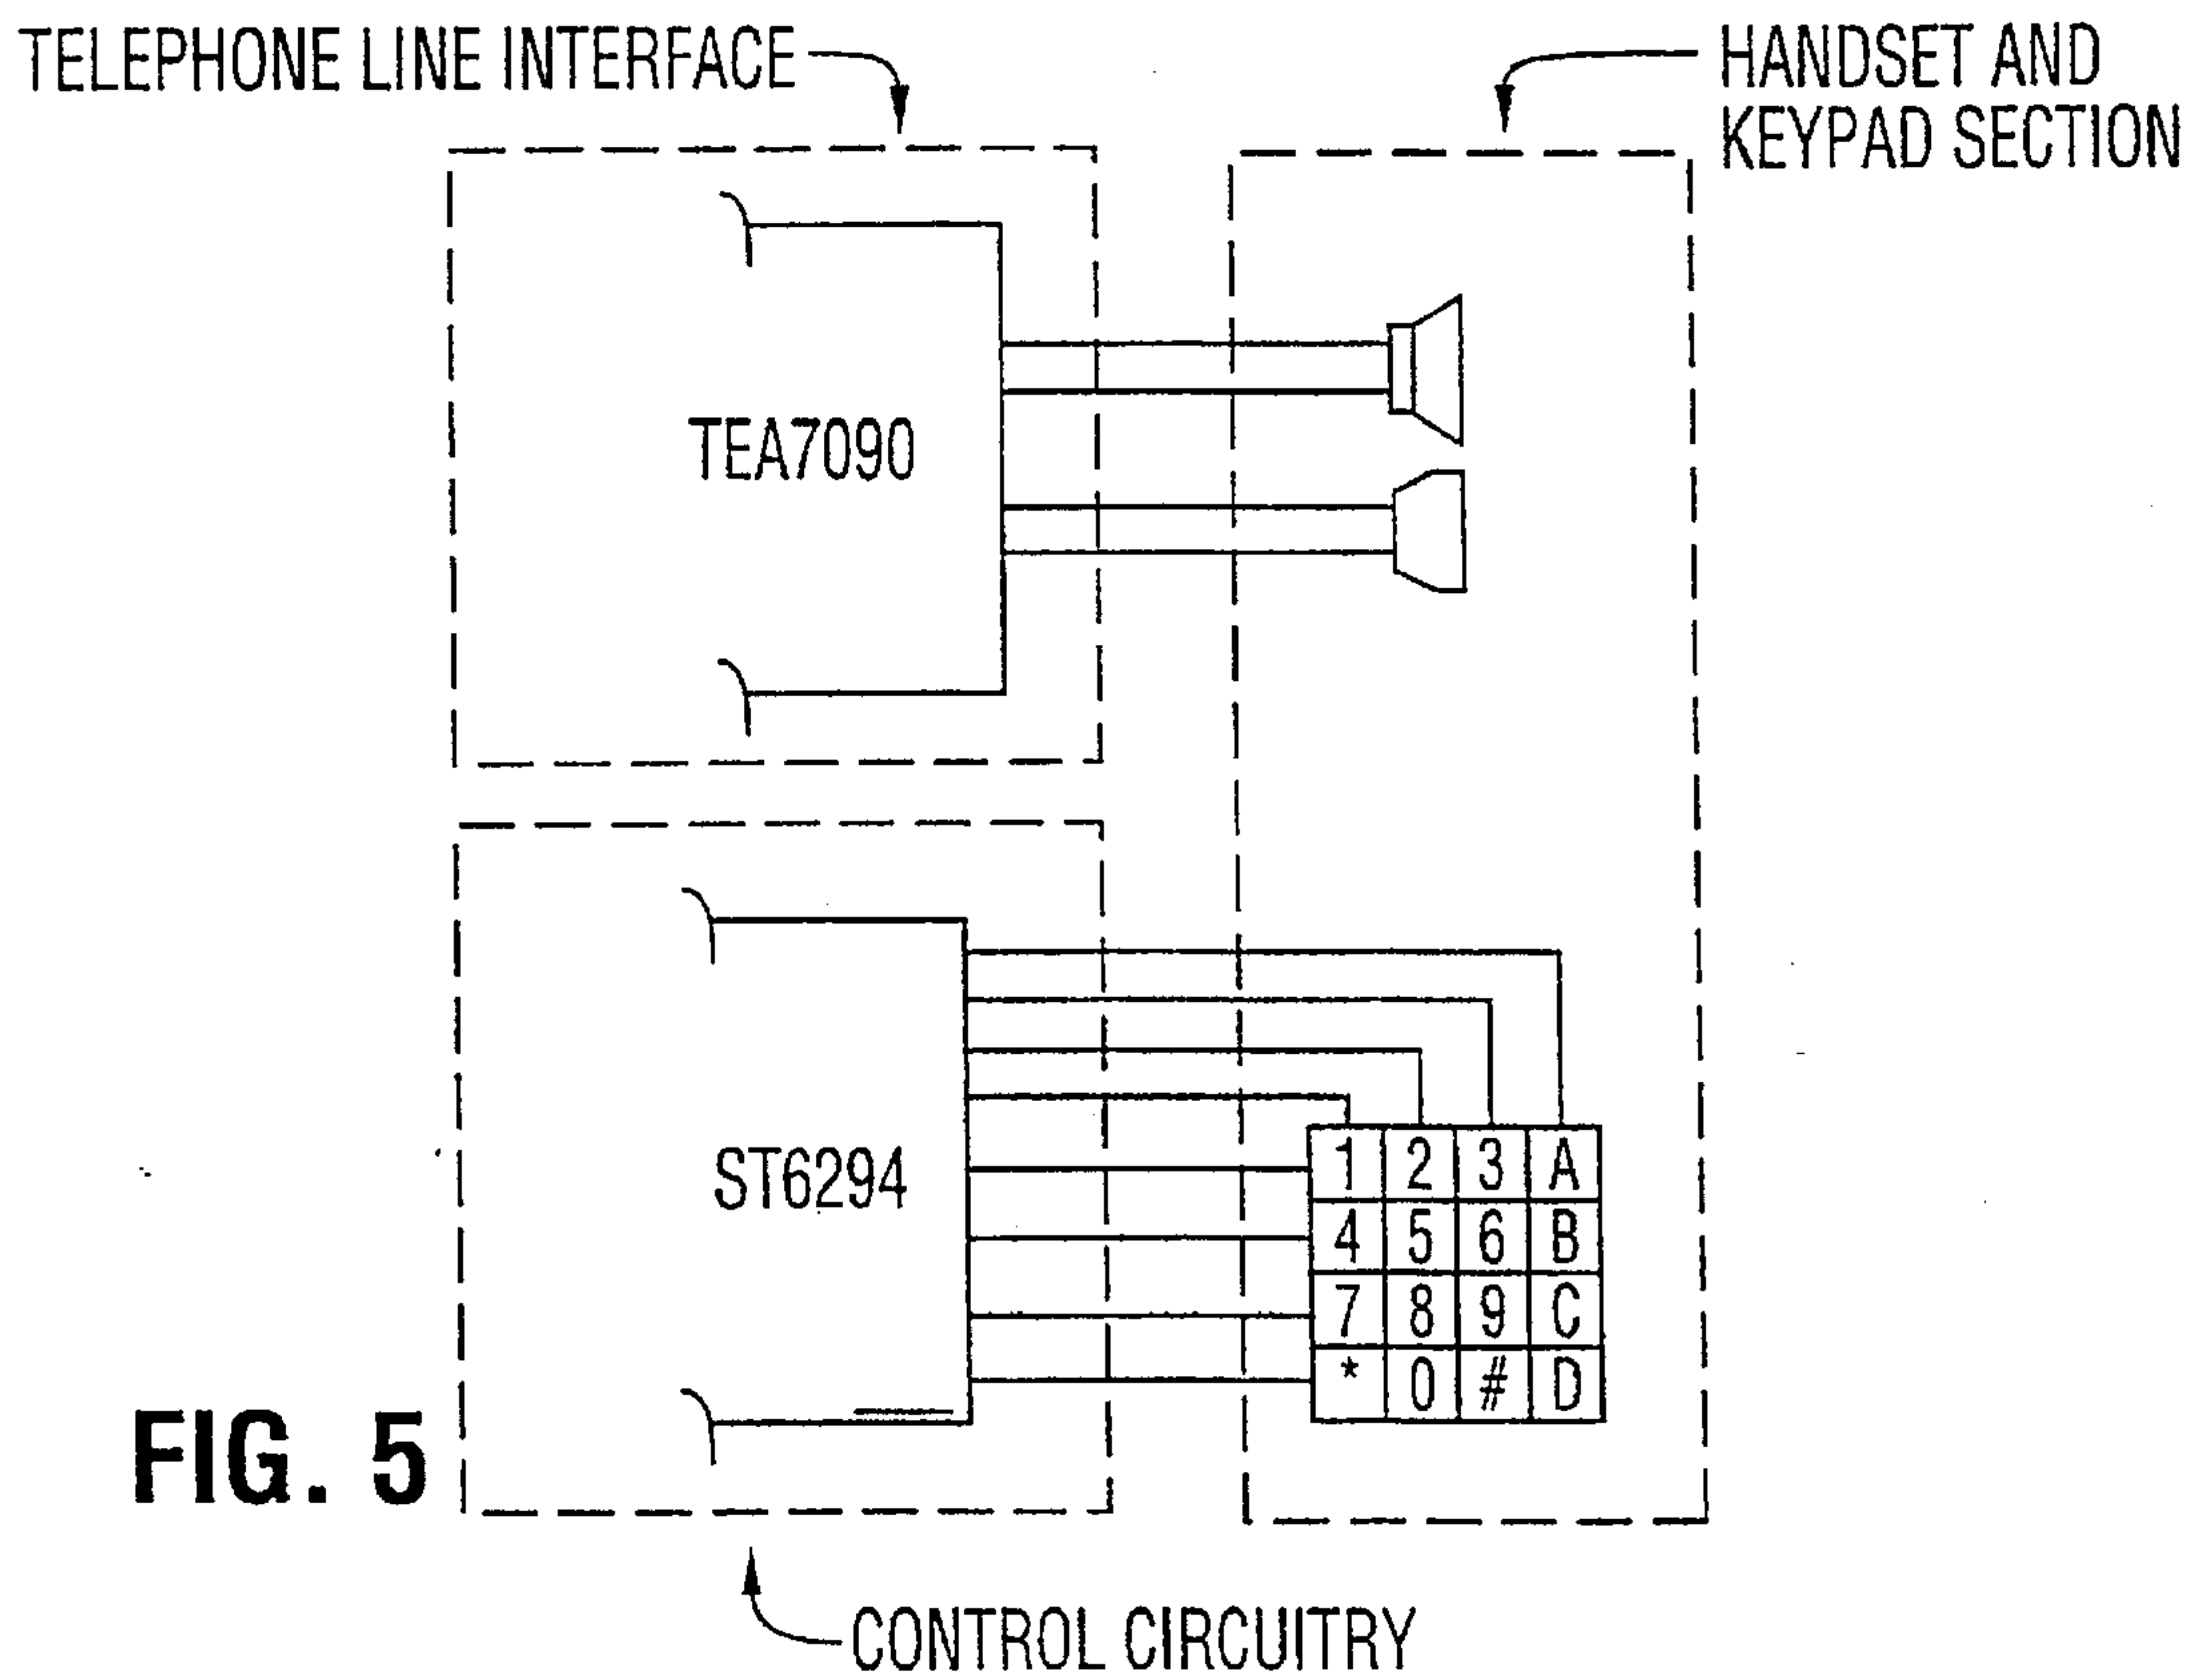 TELEPHONE LINE INTERFACE
HANDSET AND
KEYPAD SECTION
TEA7090
ST6294
1 2 3 A
4 5 6 B
7 8 9 C
* 0 # D
FIG. 5
CONTROL CIRCUITRY